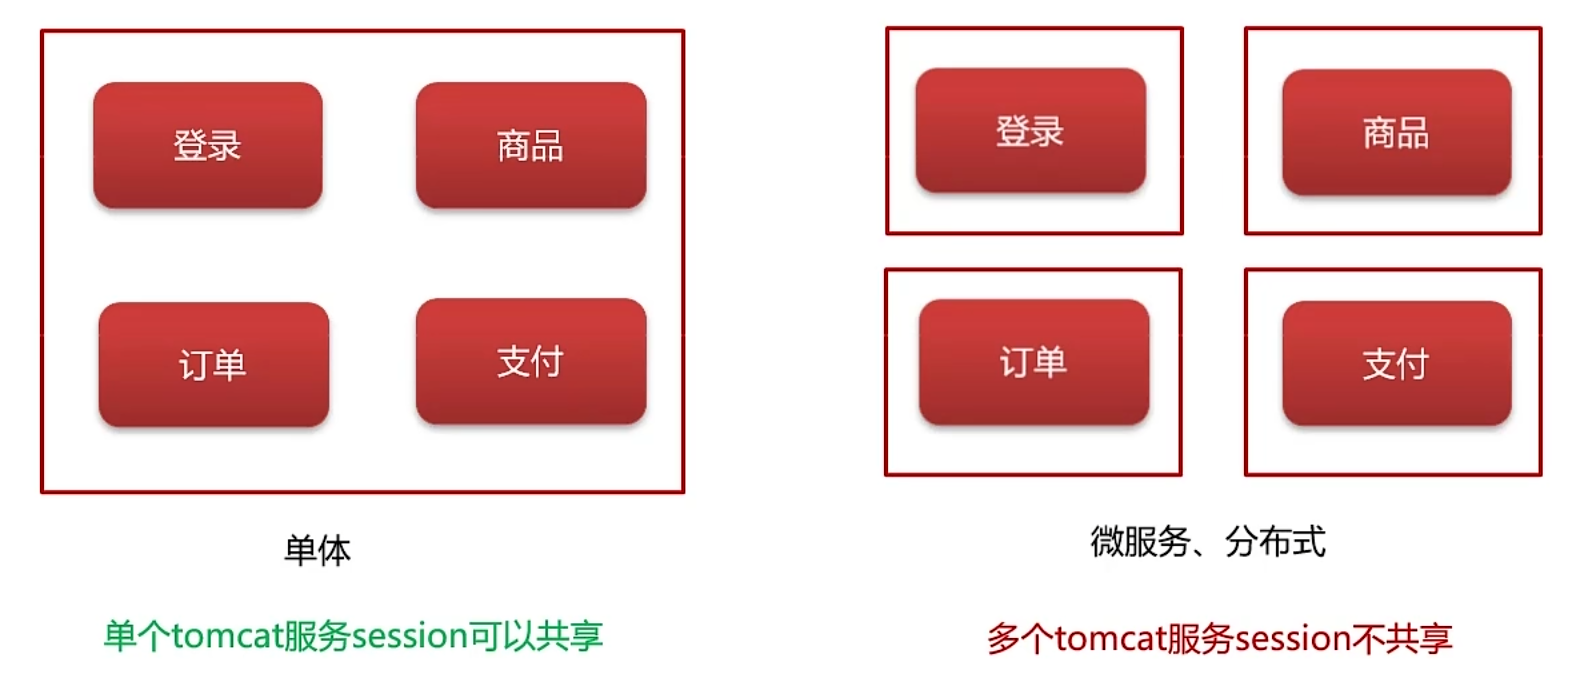 登录
商品
订单
支付
单体
单个tomcat服务session可以共享
登录
商品
订单
支付
微服务、分布式
多个tomcat服务session不共享